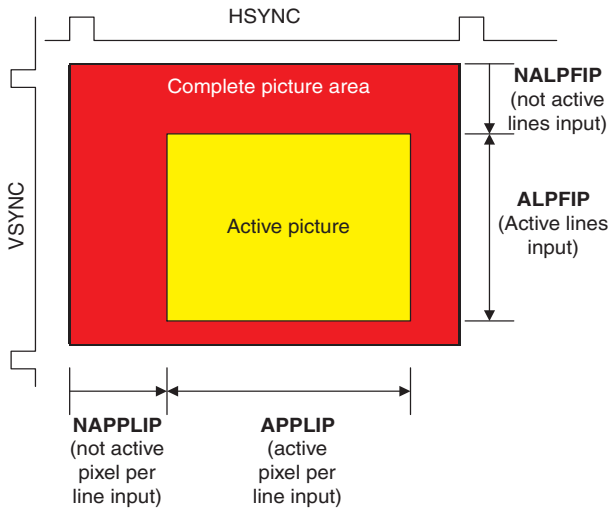 HSYNC
VSYNC
Complete picture area
Active picture
NALPFIP
(not active
lines input)
ALPFIP
(Active lines
input)
NAPPLIP
(not active
pixel per
line input)
APPLIP
(active
pixel per
line input)